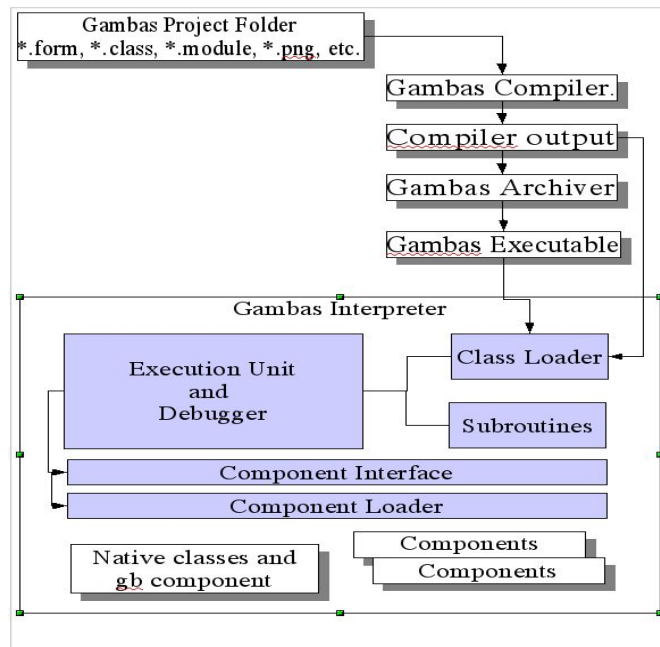 Gambas Project Folder
*.form, *.class, *.module, *.png, etc.
Gambas Compiler.
Compiler output
Gambas Archiver
Gambas Executable
Gambas Interpreter
Execution Unit
and
Debugger
Class Loader
Subroutines
Component Interface
Component Loader
Native classes and
gb component
Components
Components